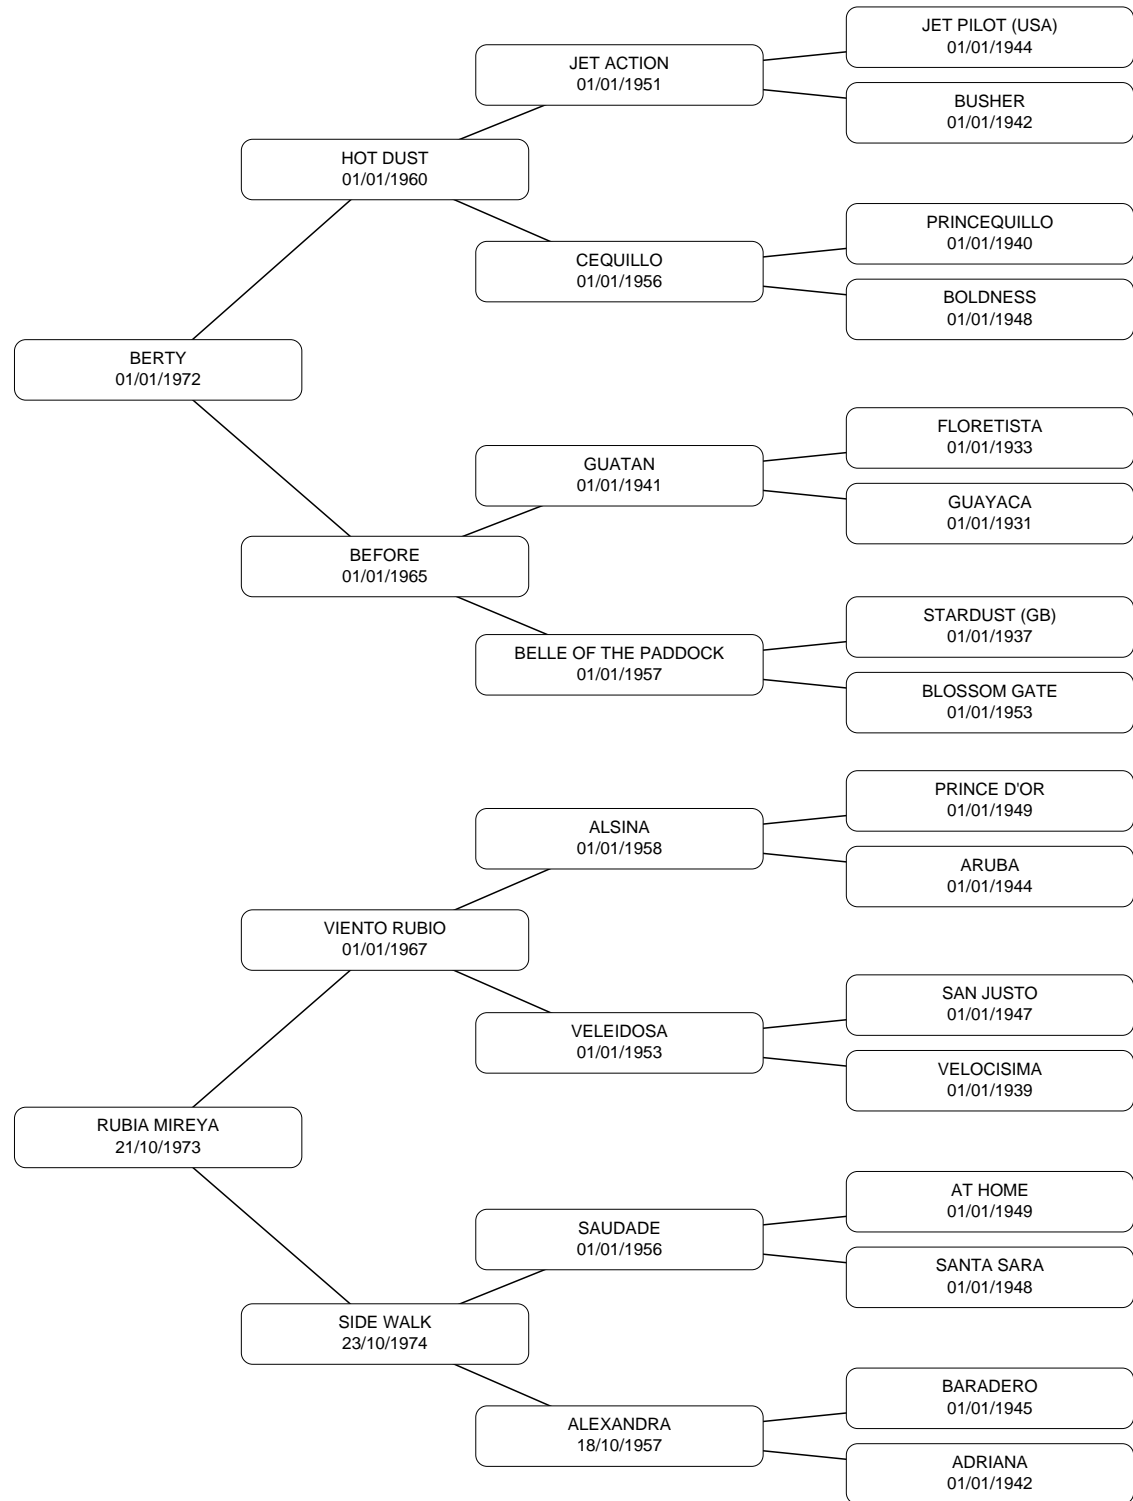 JET PILOT (USA)
01/01/1944
JET ACTION
01/01/1951
BUSHER
01/01/1942
HOT DUST
01/01/1960
PRINCEQUILLO
01/01/1940
CEQUILLO
01/01/1956
BOLDNESS
01/01/1948
BERTY
01/01/1972
FLORETISTA
01/01/1933
GUATAN
01/01/1941
GUAYACA
01/01/1931
BEFORE
01/01/1965
STARDUST (GB)
01/01/1937
BELLE OF THE PADDOCK
01/01/1957
BLOSSOM GATE
01/01/1953
PRINCE D'OR
01/01/1949
ALSINA
01/01/1958
ARUBA
01/01/1944
VIENTO RUBIO
01/01/1967
SAN JUSTO
01/01/1947
VELEIDOSA
01/01/1953
VELOCISIMA
01/01/1939
RUBIA MIREYA
21/10/1973
AT HOME
01/01/1949
SAUDADE
01/01/1956
SANTA SARA
01/01/1948
SIDE WALK
23/10/1974
BARADERO
01/01/1945
ALEXANDRA
18/10/1957
ADRIANA
01/01/1942